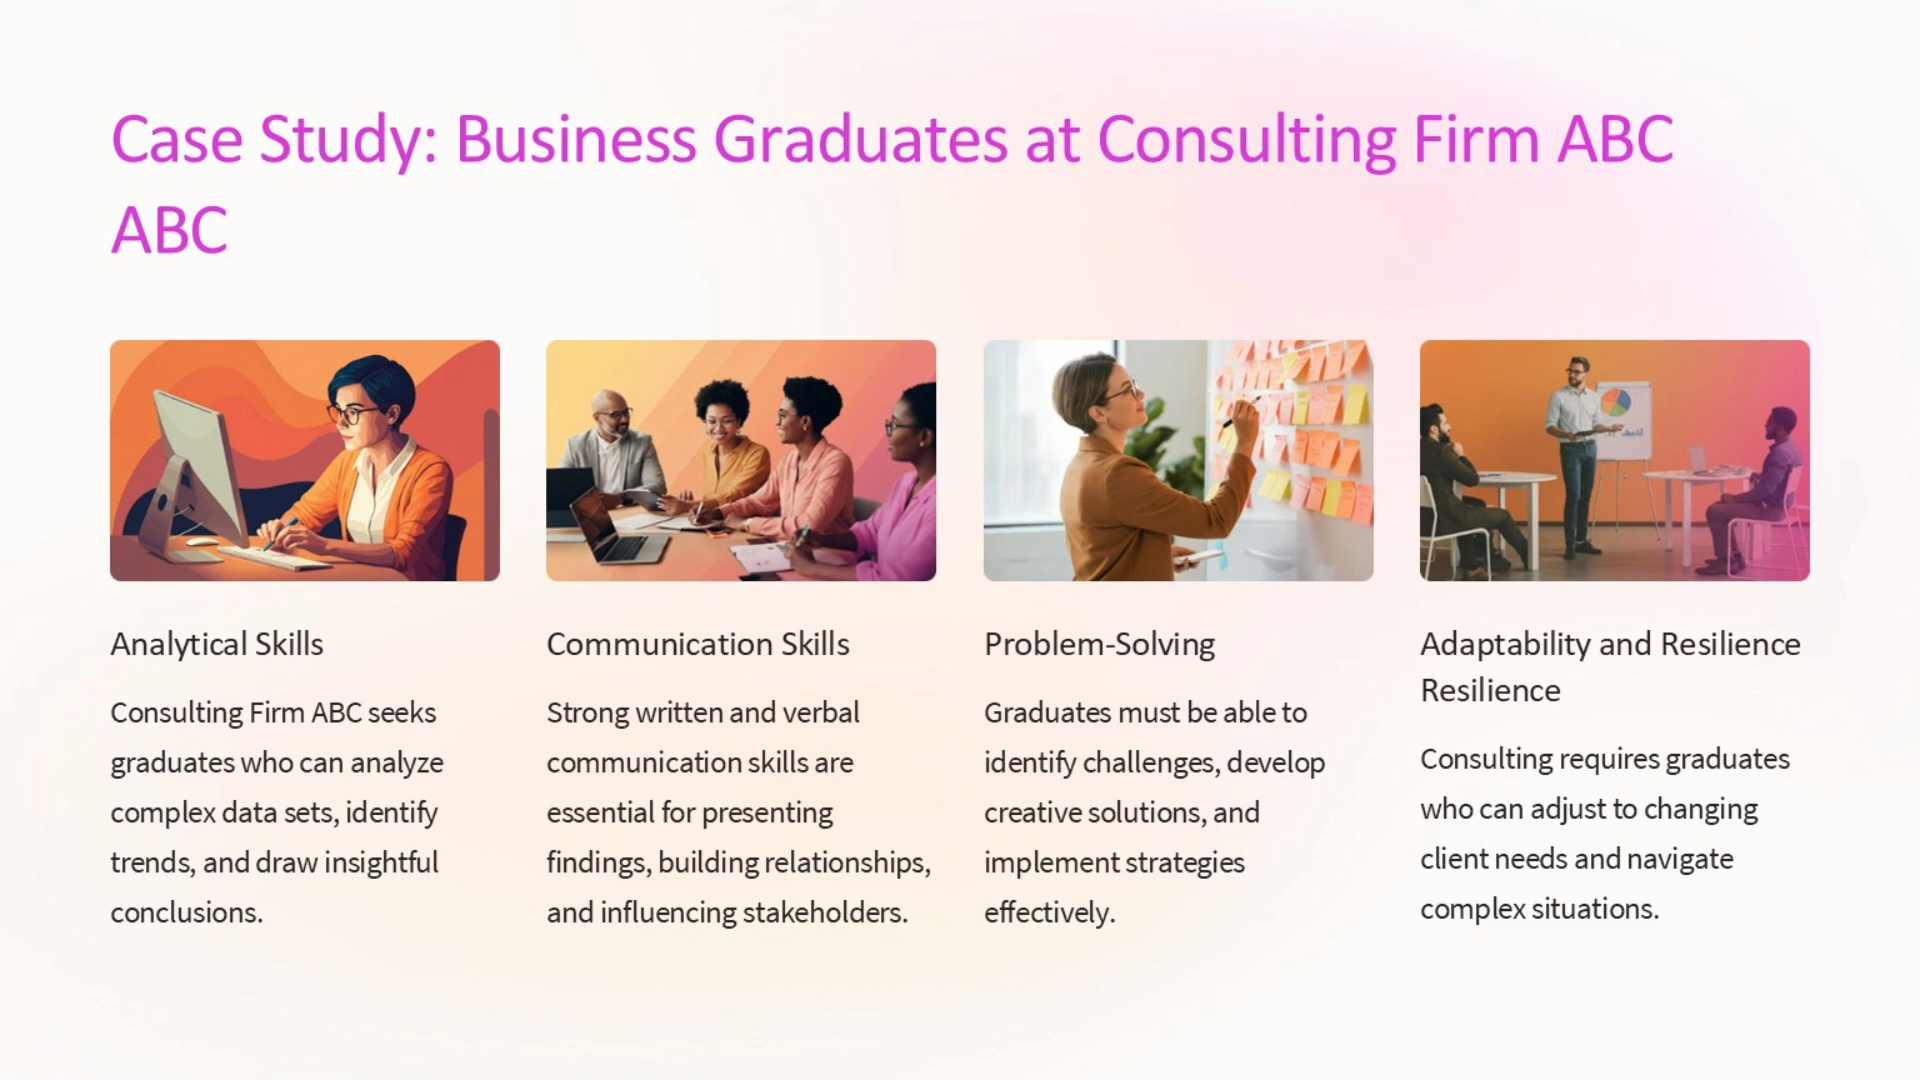 Case Study: Business Graduates at Consulting Firm ABC
ABC
Analytical Skills
Consulting Firm ABC seeks
graduates who can analyze
complex data sets, identify
trends, and draw insightful
conclusions.
Communication Skills
Strong written and verbal
communication skills are
essential for presenting
findings, building relationships,
and influencing stakeholders.
Problem-Solving
Graduates must be able to
identify challenges, develop
creative solutions, and
implement strategies
effectively.
Adaptability and Resilience
Resilience
Consulting requires graduates
who can adjust to changing
client needs and navigate
complex situations.